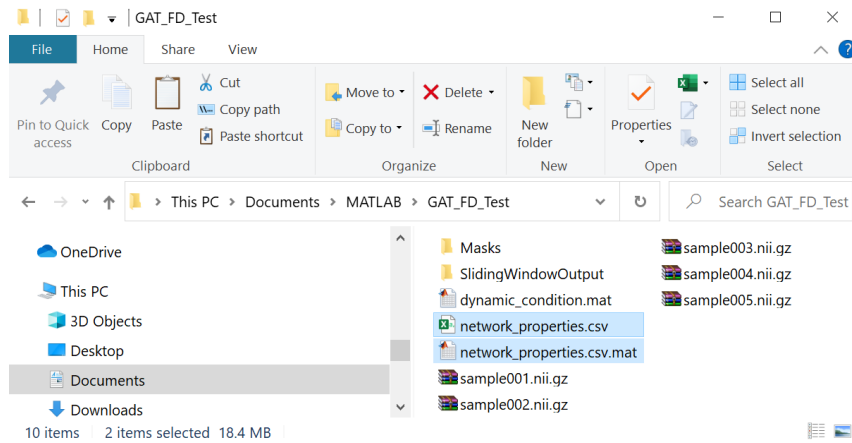 GAT_FD_Test
File Home Share View
Pin to Quick access
Copy
Paste
Cut
Copy path
Paste shortcut
Clipboard
Move to
Copy to
Delete
Rename
Organize
New folder
New
Properties
Open
Select all
Select none
Invert selection
Select
This PC > Documents > MATLAB > GAT_FD_Test
Search GAT_FD_Test
OneDrive
This PC
3D Objects
Desktop
Documents
Downloads
Masks
SlidingWindowOutput
dynamic_condition.mat
network_properties.csv
network_properties.csv.mat
sample001.nii.gz
sample002.nii.gz
sample003.nii.gz
sample004.nii.gz
sample005.nii.gz
10 items 2 items selected 18.4 MB